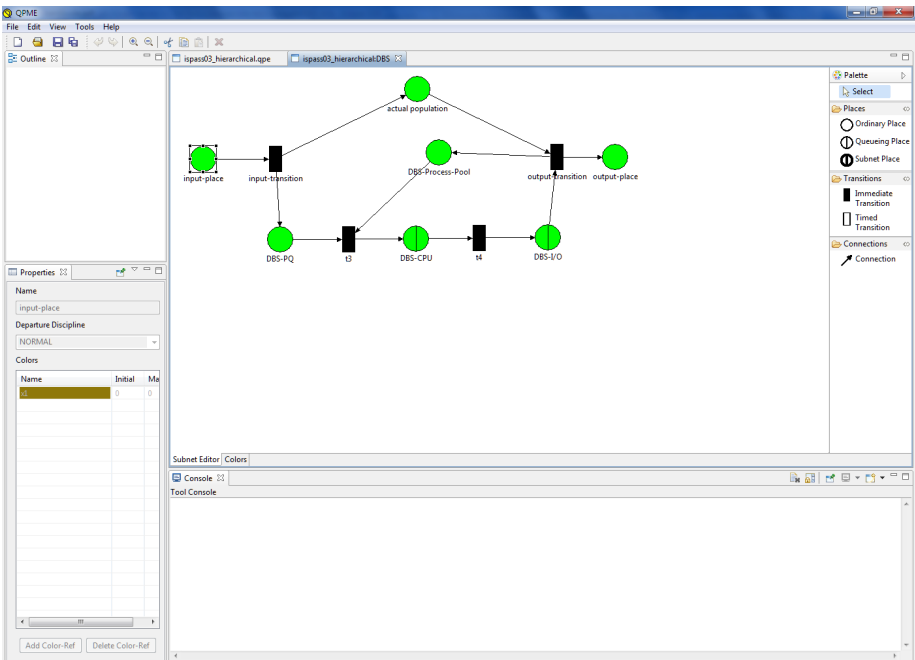 QPME
File Edit View Tools Help
Outline
ispass03_hierarchical.qpe
ispass03_hierarchical:DBS
actual population
input-place
input-transition
DBS-Process-Pool
output-transition
output-place
DBS-PQ
t3
DBS-CPU
t4
DBS-I/O
Subnet Editor
Colors
Palette
Select
Places
Ordinary Place
Queueing Place
Subnet Place
Transitions
Immediate
Transition
Timed
Transition
Connections
Connection
Properties
Name
input-place
Departure Discipline
NORMAL
Colors
Name Initial Ma
0 0
Add Color-Ref
Delete Color-Ref
Console
Tool Console